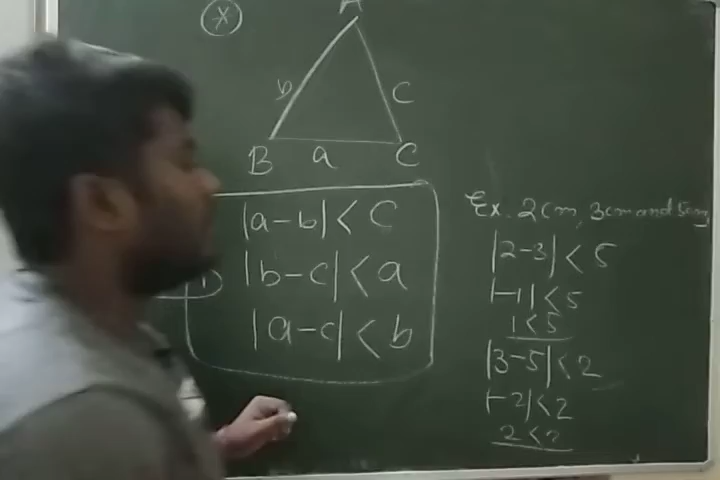 *
A
b
C
B
a
C
|a-b| < C
|b-c| < a
|a-c| < b
Ex. 2cm, 3cm and 5cm
|2-3| < 5
|-1| < 5
1 < 5
|3-5| < 2
|-2| < 2
2 < 2